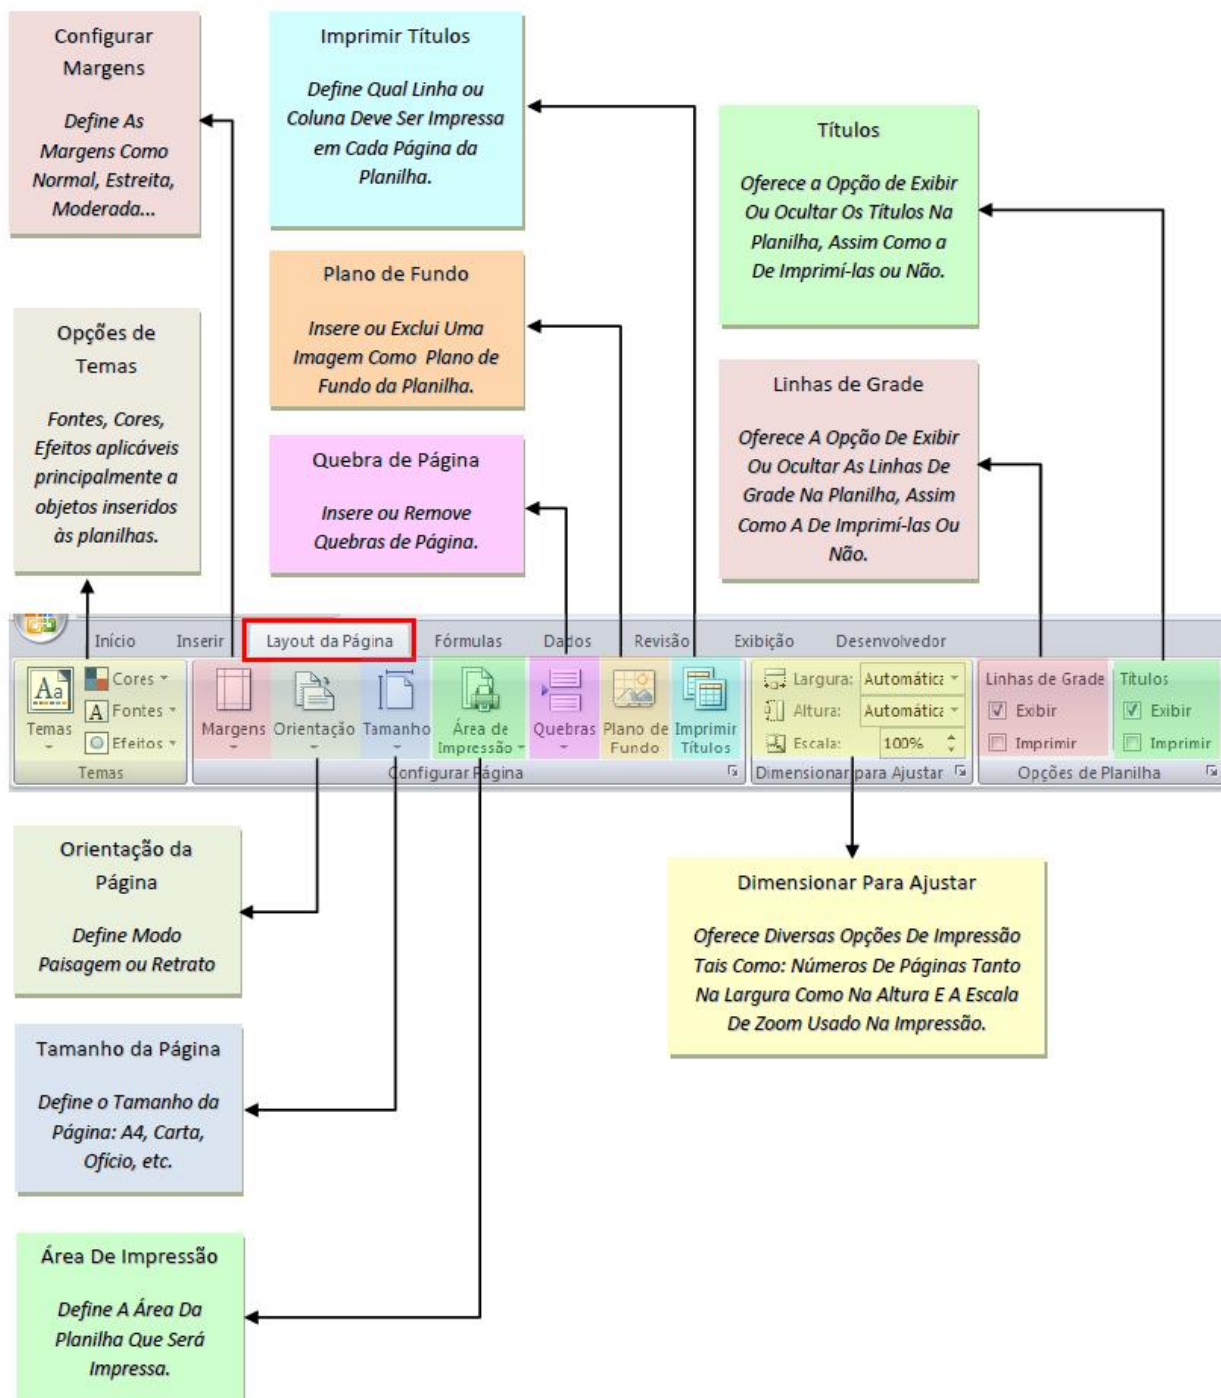 Configurar
Margens
Define As
Margens Como
Normal, Estreita,
Moderada...
Imprimir Títulos
Define Qual Linha ou
Coluna Deve Ser Impressa
em Cada Página da
Planilha.
Títulos
Oferece a Opção de Exibir
Ou Ocultar Os Títulos Na
Planilha, Assim Como a
De Imprimí-las ou Não.
Plano de Fundo
Insere ou Exclui Uma
Imagem Como Plano de
Fundo da Planilha.
Opções de
Temas
Fontes, Cores,
Efeitos aplicáveis
principalmente a
objetos inseridos
às planilhas.
Linhas de Grade
Oferece A Opção De Exibir
Ou Ocultar As Linhas De
Grade Na Planilha, Assim
Como A De Imprimí-las Ou
Não.
Quebra de Página
Insere ou Remove
Quebras de Página.
Início Inserir Layout da Página Fórmulas Dados Revisão Exibição Desenvolvedor
Temas
Cores
Fontes
Efeitos
Temas
Margens
Orientação
Tamanho
Área de
Impressão
Quebras
Plano de
Fundo
Imprimir
Títulos
Configurar Página
Largura: Automática
Altura: Automática
Escala: 100%
Dimensionar para Ajustar
Linhas de Grade
Exibir
Imprimir
Títulos
Exibir
Imprimir
Opções de Planilha
Orientação da
Página
Define Modo
Paisagem ou Retrato
Dimensionar Para Ajustar
Oferece Diversas Opções De Impressão
Tais Como: Números De Páginas Tanto
Na Largura Como Na Altura E A Escala
De Zoom Usado Na Impressão.
Tamanho da Página
Define o Tamanho da
Página: A4, Carta,
Ofício, etc.
Área De Impressão
Define A Área Da
Planilha Que Será
Impressa.